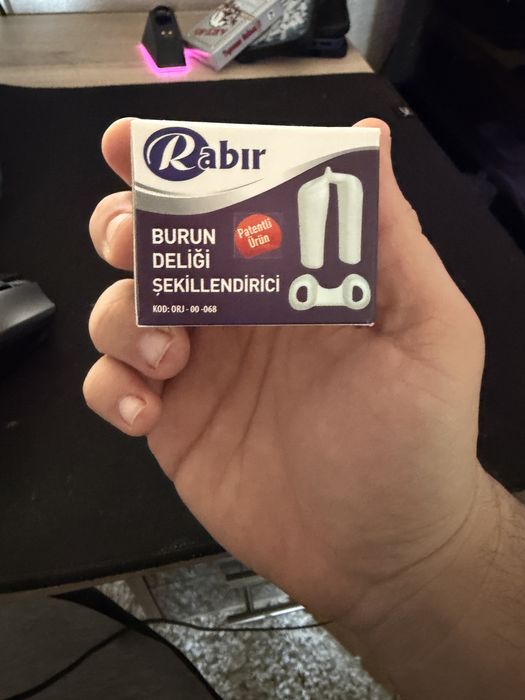 Rabır
BURUN
DELİĞİ
ŞEKİLLENDİRİCİ
Patentli
Ürün
KOD: ORJ - 00 -068